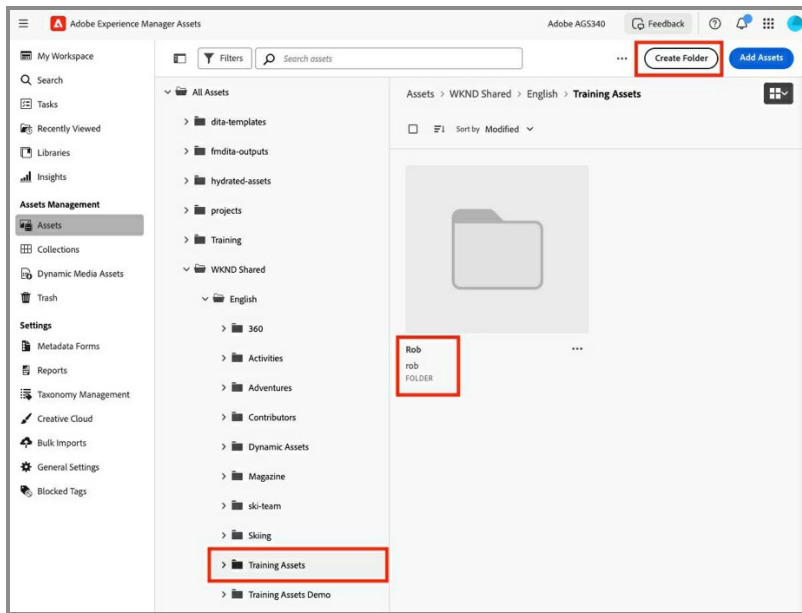 Adobe Experience Manager Assets
Adobe AGS340
Feedback
My Workspace
Search
Tasks
Recently Viewed
Libraries
Insights
Assets Management
Assets
Collections
Dynamic Media Assets
Trash
Settings
Metadata Forms
Reports
Taxonomy Management
Creative Cloud
Bulk Imports
General Settings
Blocked Tags
Filters
Search assets
Create Folder
Add Assets
All Assets
dita-templates
fmdita-outputs
hydrated-assets
projects
Training
WKND Shared
English
360
Activities
Adventures
Contributors
Dynamic Assets
Magazine
ski-team
Skiing
Training Assets
Training Assets Demo
Assets > WKND Shared > English > Training Assets
Sort by Modified
Rob
rob
FOLDER